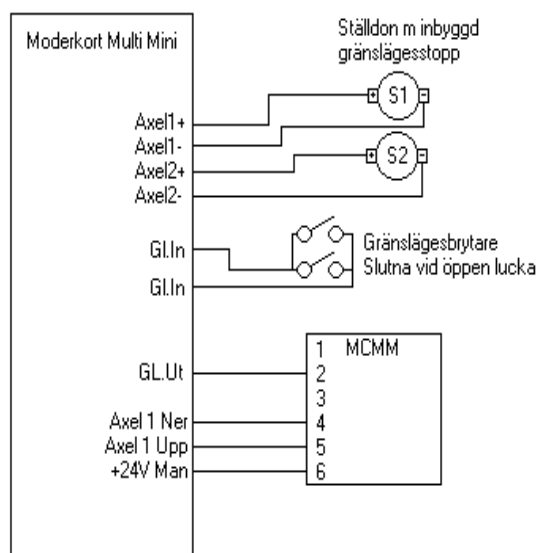 Moderkort Multi Mini
Ställdon m inbyggd
gränslägesstopp
+ S1 -
Axel1+
Axel1-
+ S2 -
Axel2+
Axel2-
Gl.In
Gränslägesbrytare
Slutna vid öppen lucka
Gl.In
1 MCMM
GL.Ut
2
3
Axel 1 Ner
4
Axel 1 Upp
5
+24V Man
6